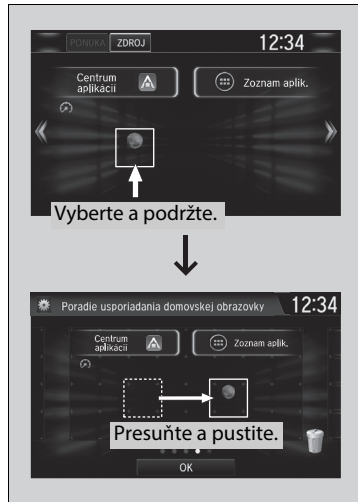 PONUKA ZDROJ 12:34
Centrum
aplikácií
Zoznam aplik.
Vyberte a podržte.
Poradie usporiadania domovskej obrazovky 12:34
Centrum
aplikácií
Zoznam aplik.
Presuňte a pustite.
OK